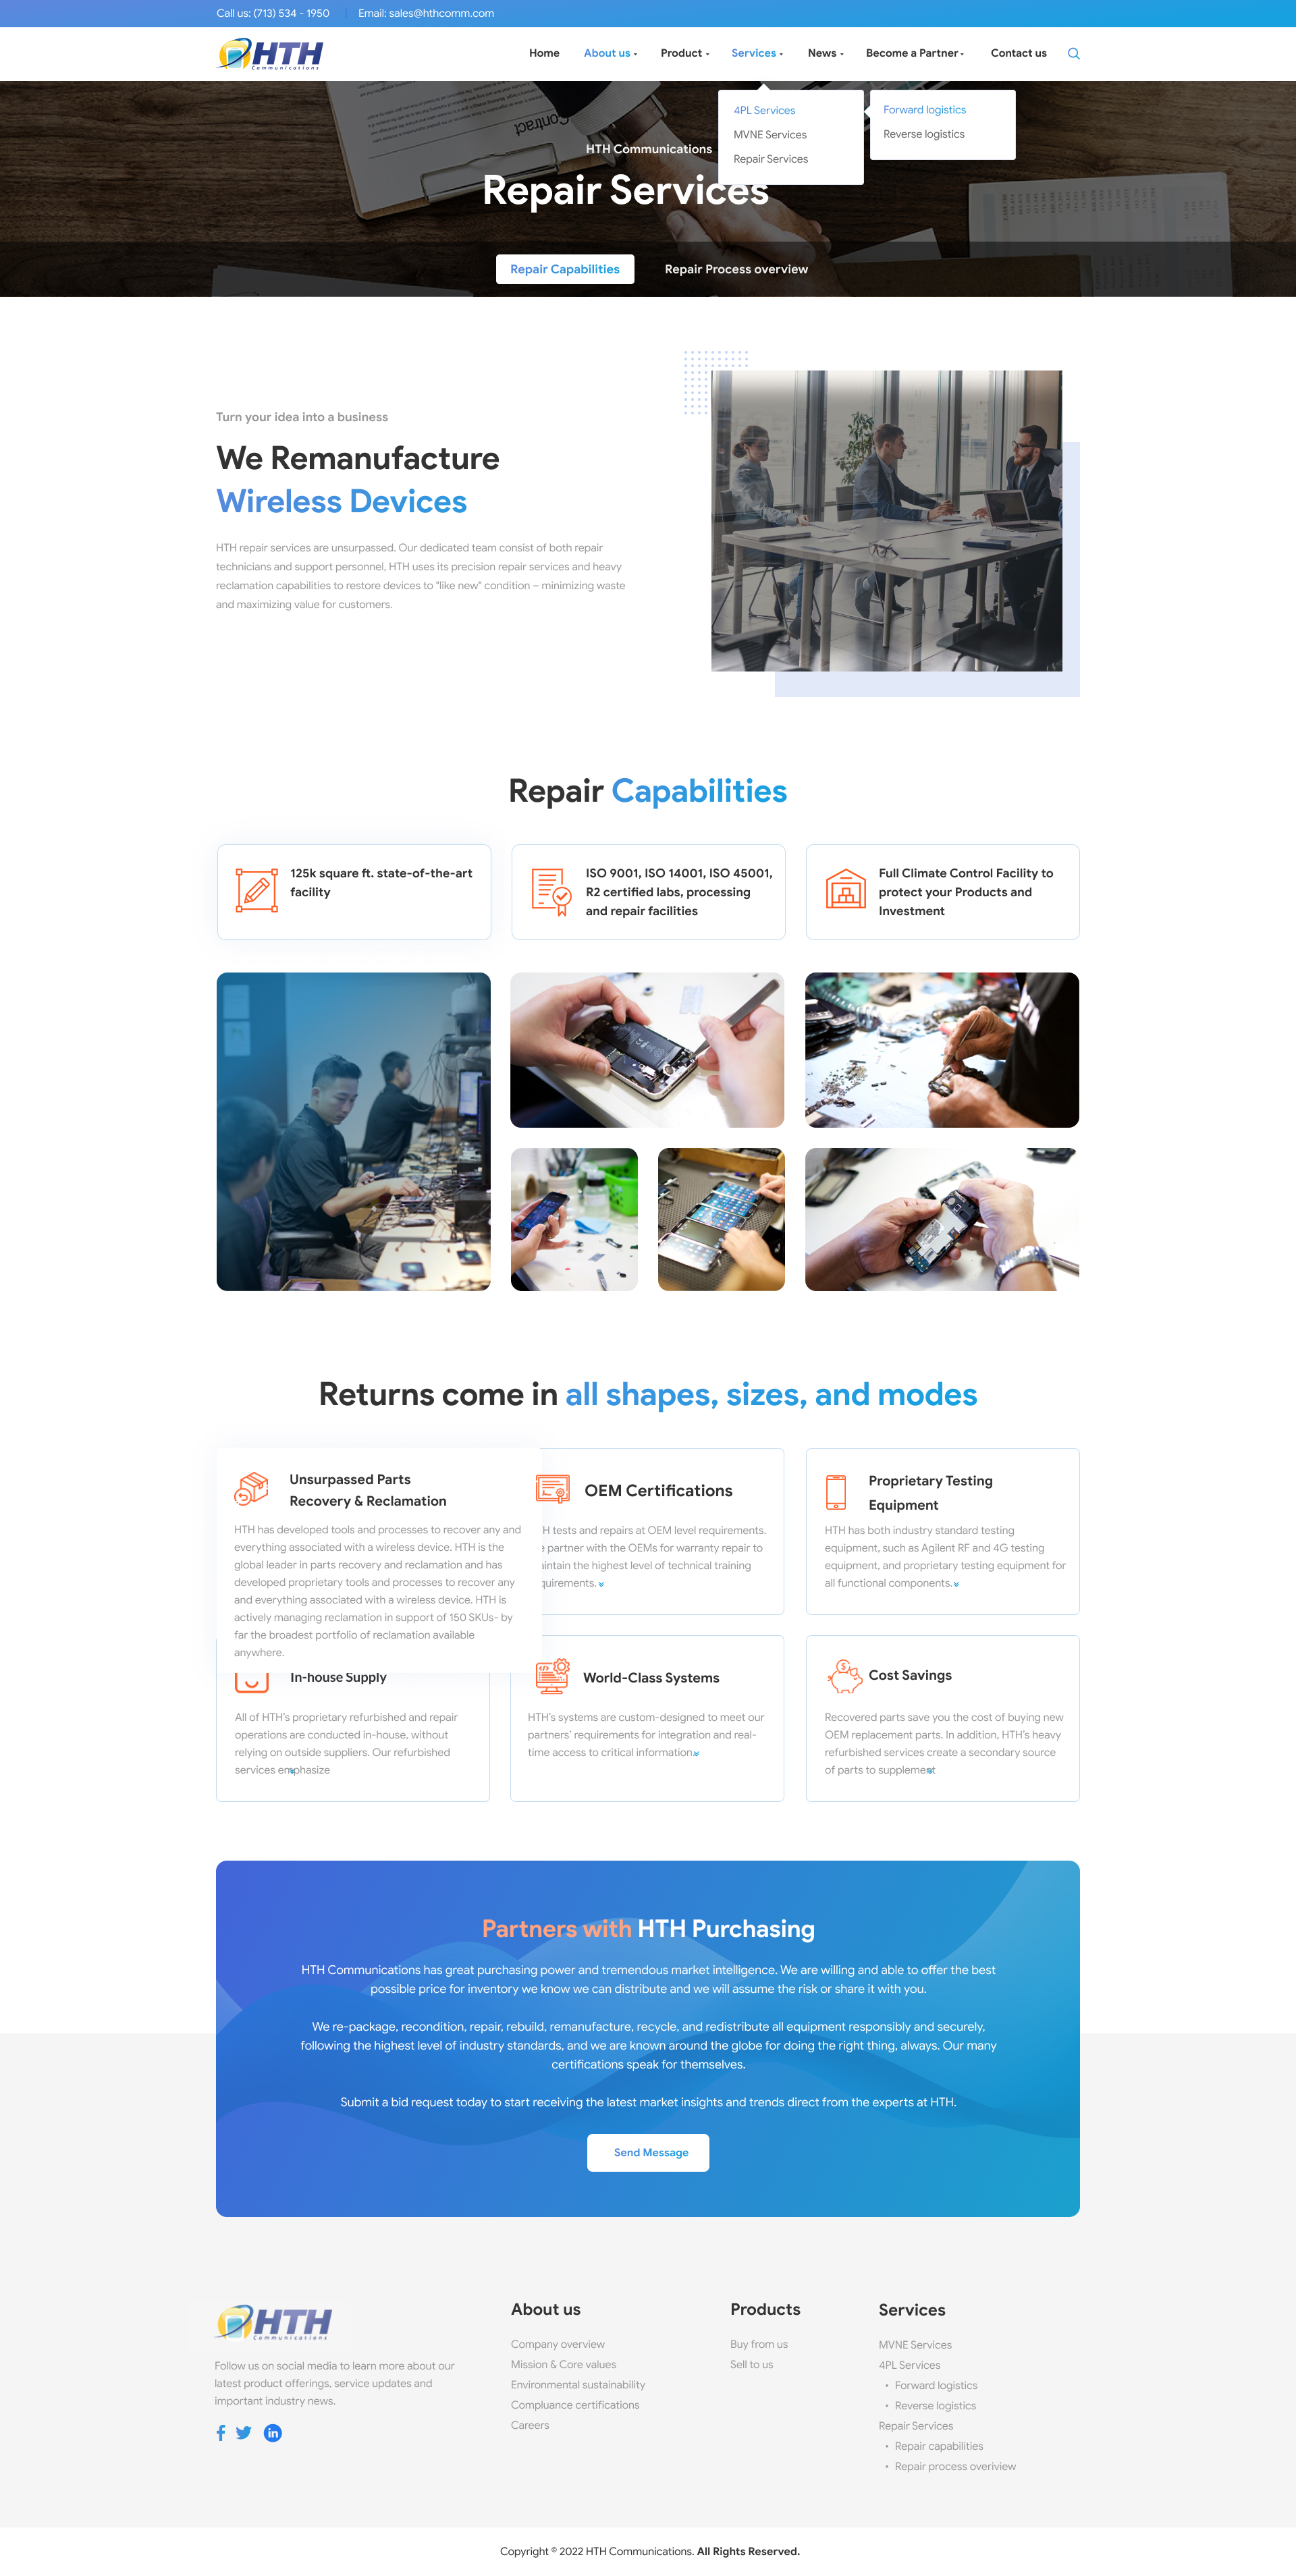 Call us: (713) 534 - 1950
Email: sales@hthcomm.com
HTH
Communications
Home
About us
Product
Services
News
Become a Partner
Contact us
4PL Services
MVNE Services
Repair Services
Forward logistics
Reverse logistics
Contract
HTH Communications
Repair Services
Repair Capabilities
Repair Process overview
Turn your idea into a business
We Remanufacture
Wireless Devices
HTH repair services are unsurpassed. Our dedicated team consist of both repair
technicians and support personnel, HTH uses its precision repair services and heavy
reclamation capabilities to restore devices to "like new" condition – minimizing waste
and maximizing value for customers.
Repair Capabilities
125k square ft. state-of-the-art
facility
ISO 9001, ISO 14001, ISO 45001,
R2 certified labs, processing
and repair facilities
Full Climate Control Facility to
protect your Products and
Investment
Returns come in all shapes, sizes, and modes
Unsurpassed Parts
Recovery & Reclamation
HTH has developed tools and processes to recover any and
everything associated with a wireless device. HTH is the
global leader in parts recovery and reclamation and has
developed proprietary tools and processes to recover any
and everything associated with a wireless device. HTH is
actively managing reclamation in support of 150 SKUs- by
far the broadest portfolio of reclamation available
anywhere.
OEM Certifications
H tests and repairs at OEM level requirements.
partner with the OEMs for warranty repair to
aintain the highest level of technical training
quirements.
Proprietary Testing
Equipment
HTH has both industry standard testing
equipment, such as Agilent RF and 4G testing
equipment, and proprietary testing equipment for
all functional components.
In-house Supply
All of HTH's proprietary refurbished and repair
operations are conducted in-house, without
relying on outside suppliers. Our refurbished
services emphasize
World-Class Systems
HTH's systems are custom-designed to meet our
partners' requirements for integration and real-
time access to critical information.
Cost Savings
Recovered parts save you the cost of buying new
OEM replacement parts. In addition, HTH's heavy
refurbished services create a secondary source
of parts to supplement
Partners with HTH Purchasing
HTH Communications has great purchasing power and tremendous market intelligence. We are willing and able to offer the best
possible price for inventory we know we can distribute and we will assume the risk or share it with you.
We re-package, recondition, repair, rebuild, remanufacture, recycle, and redistribute all equipment responsibly and securely,
following the highest level of industry standards, and we are known around the globe for doing the right thing, always. Our many
certifications speak for themselves.
Submit a bid request today to start receiving the latest market insights and trends direct from the experts at HTH.
Send Message
HTH
Communications
Follow us on social media to learn more about our
latest product offerings, service updates and
important industry news.
in
About us
Company overview
Mission & Core values
Environmental sustainability
Compluance certifications
Careers
Products
Buy from us
Sell to us
Services
MVNE Services
4PL Services
• Forward logistics
• Reverse logistics
Repair Services
• Repair capabilities
• Repair process overiview
Copyright © 2022 HTH Communications. All Rights Reserved.